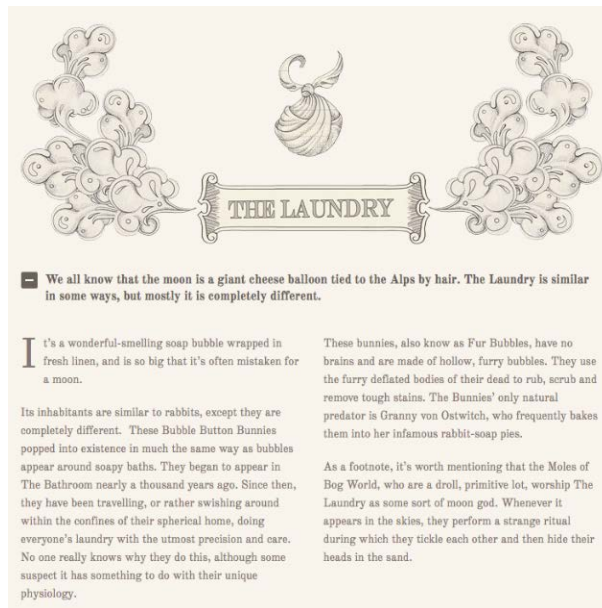 THE LAUNDRY
We all know that the moon is a giant cheese balloon tied to the Alps by hair. The Laundry is similar
in some ways, but mostly it is completely different.
It's a wonderful-smelling soap bubble wrapped in
fresh linen, and is so big that it's often mistaken for
a moon.
Its inhabitants are similar to rabbits, except they are
completely different. These Bubble Button Bunnies
popped into existence in much the same way as bubbles
appear around soapy baths. They began to appear in
The Bathroom nearly a thousand years ago. Since then,
they have been travelling, or rather swishing around
within the confines of their spherical home, doing
everyone's laundry with the utmost precision and care.
No one really knows why they do this, although some
suspect it has something to do with their unique
physiology.
These bunnies, also know as Fur Bubbles, have no
brains and are made of hollow, furry bubbles. They use
the furry deflated bodies of their dead to rub, scrub and
remove tough stains. The Bunnies' only natural
predator is Granny von Ostwitch, who frequently bakes
them into her infamous rabbit-soap pies.
As a footnote, it's worth mentioning that the Moles of
Bog World, who are a droll, primitive lot, worship The
Laundry as some sort of moon god. Whenever it
appears in the skies, they perform a strange ritual
during which they tickle each other and then hide their
heads in the sand.